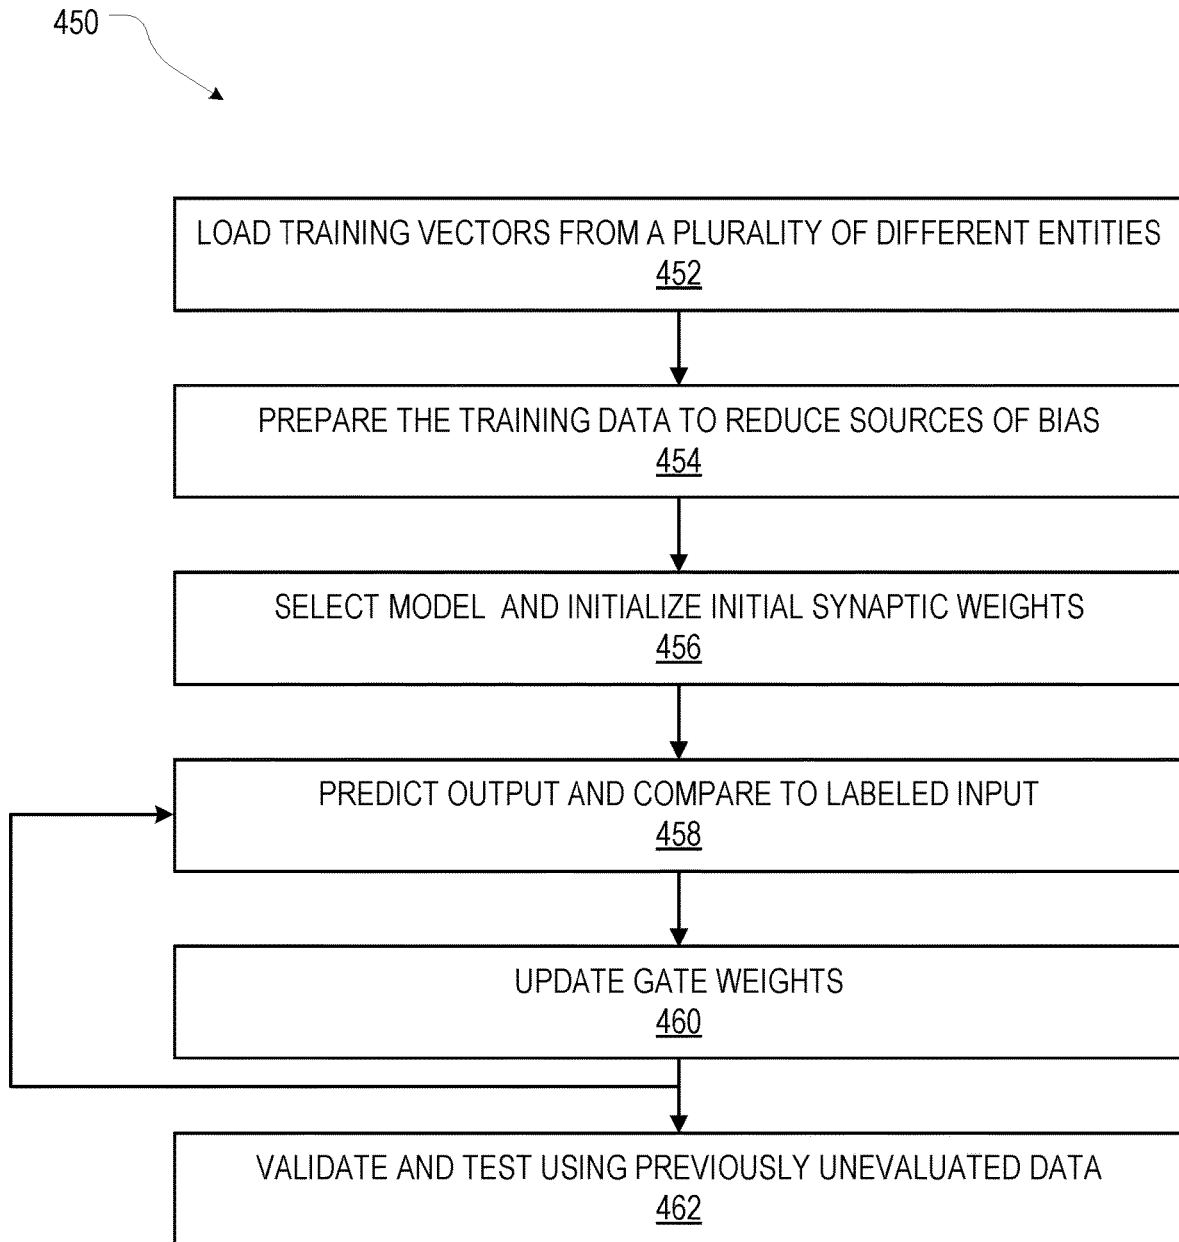 450
LOAD TRAINING VECTORS FROM A PLURALITY OF DIFFERENT ENTITIES
452
PREPARE THE TRAINING DATA TO REDUCE SOURCES OF BIAS
454
SELECT MODEL AND INITIALIZE INITIAL SYNAPTIC WEIGHTS
456
PREDICT OUTPUT AND COMPARE TO LABELED INPUT
458
UPDATE GATE WEIGHTS
460
VALIDATE AND TEST USING PREVIOUSLY UNEVALUATED DATA
462